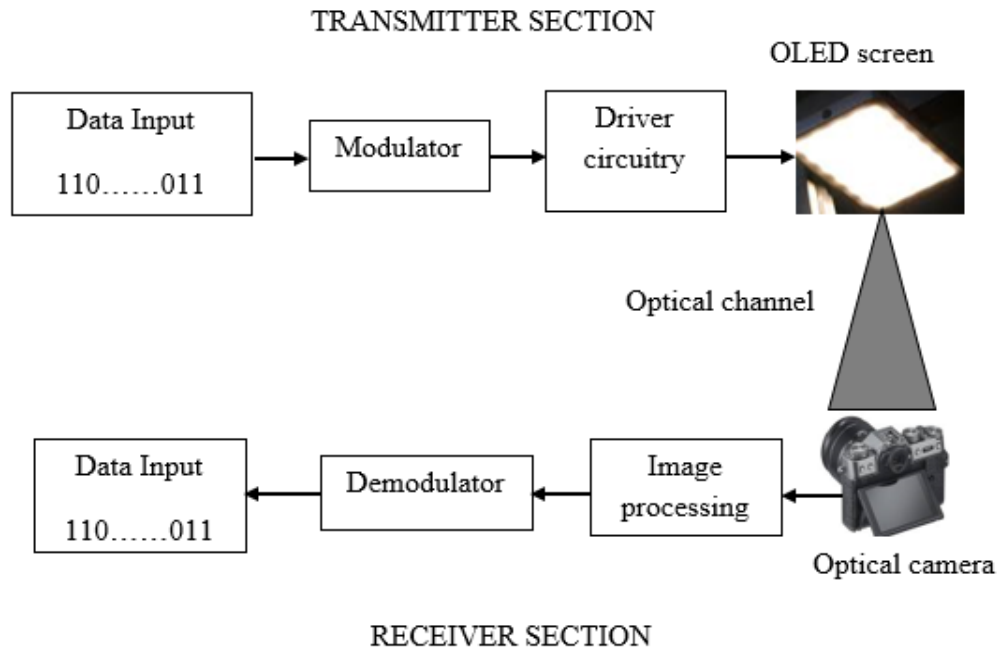 TRANSMITTER SECTION
OLED screen
Data Input
110......011
Modulator
Driver
circuitry
Optical channel
Data Input
110......011
Demodulator
Image
processing
Optical camera
RECEIVER SECTION